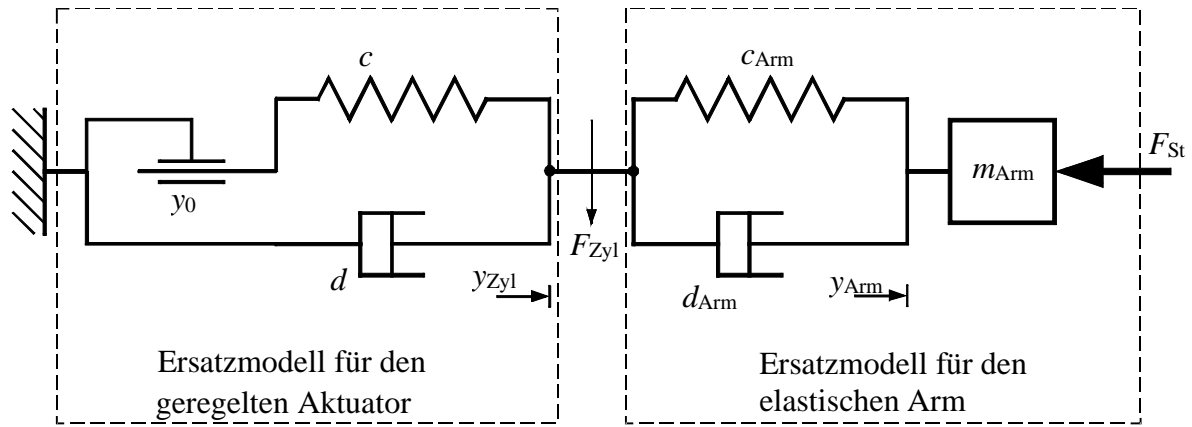 c
c_Arm
F_St
m_Arm
y_0
F_Zyl
d
y_Zyl
d_Arm
y_Arm
Ersatzmodell für den
geregelten Aktuator
Ersatzmodell für den
elastischen Arm